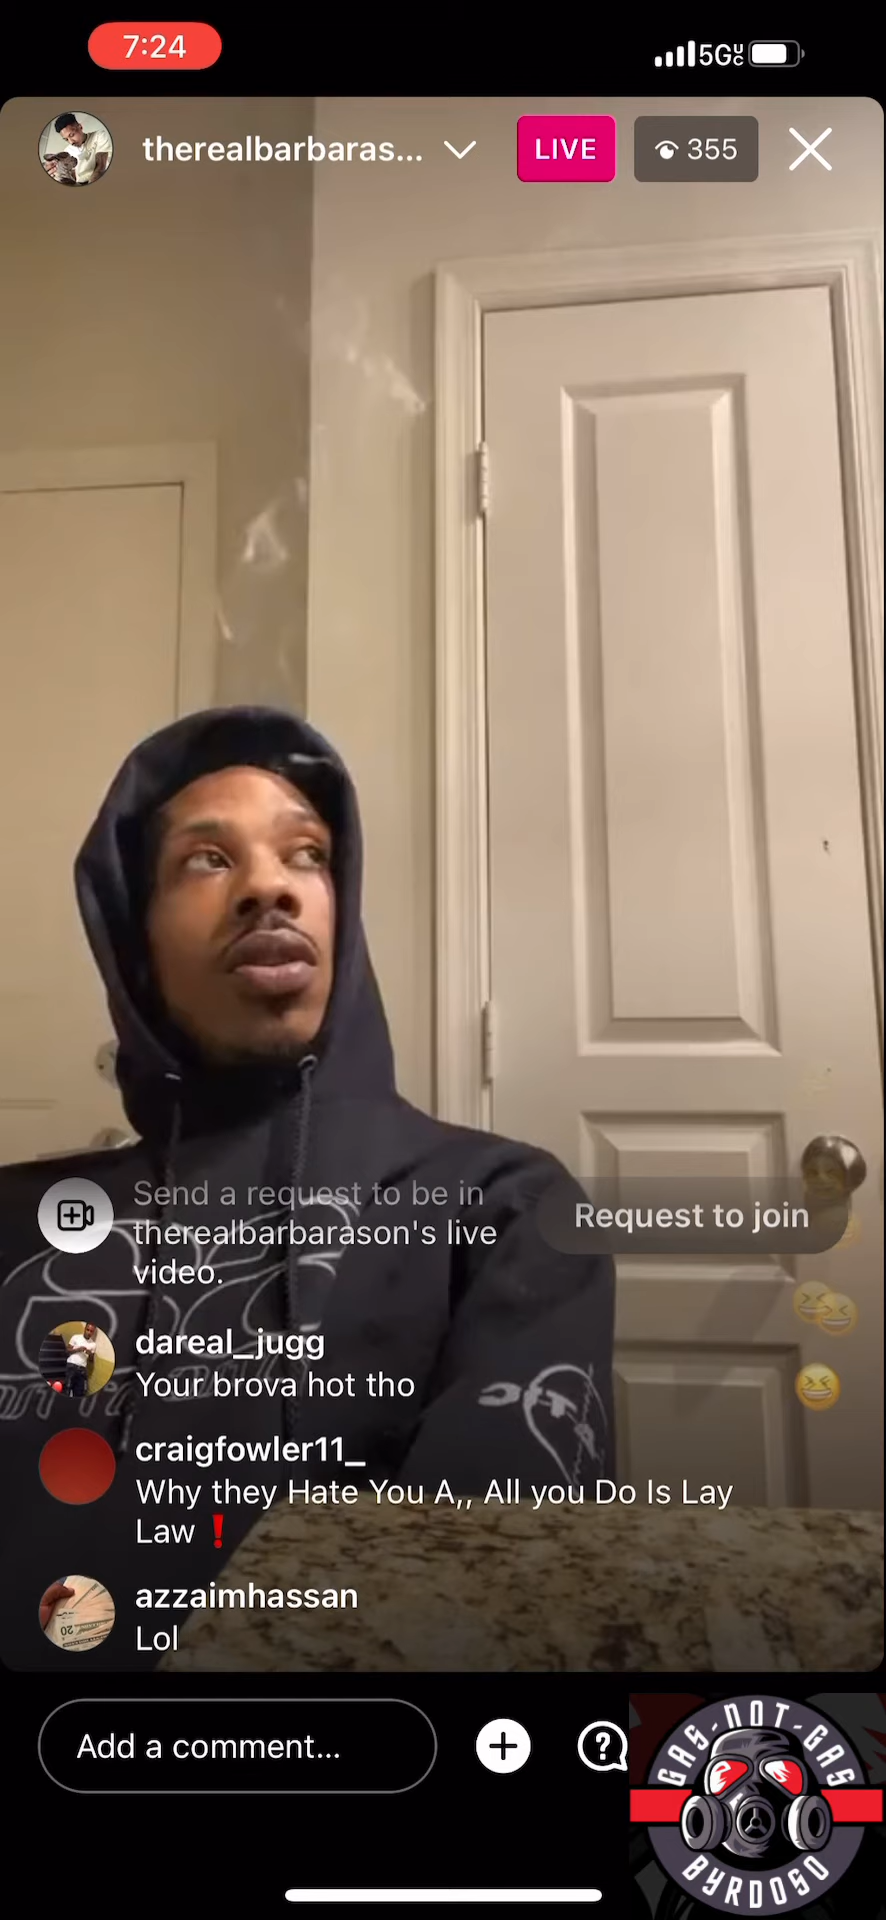 7:24
5G UC
therealbarbaras...
LIVE
355
Send a request to be in
therealbarbarason's live
video.
Request to join
dareal_jugg
Your brova hot tho
craigfowler11_
Why they Hate You A,, All you Do Is Lay
Law ❗
azzaimhassan
Lol
Add a comment...
GAS-NOT-GAS
BYRDOSO